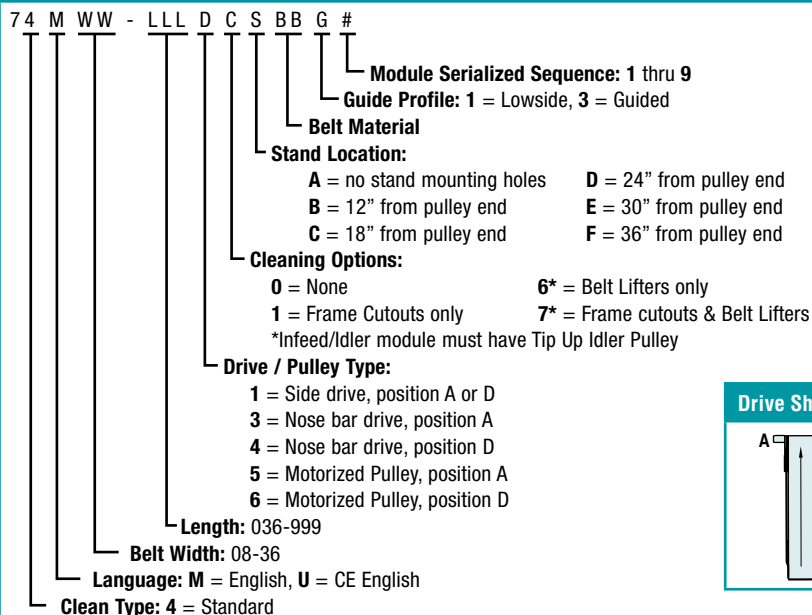 74 M WW - LLL D C S BB G #
Module Serialized Sequence: 1 thru 9
Guide Profile: 1 = Lowside, 3 = Guided
Belt Material
Stand Location:
A = no stand mounting holes D = 24” from pulley end
B = 12” from pulley end E = 30” from pulley end
C = 18” from pulley end F = 36” from pulley end
Cleaning Options:
0 = None 6* = Belt Lifters only
1 = Frame Cutouts only 7* = Frame cutouts & Belt Lifters
*Infeed/Idler module must have Tip Up Idler Pulley
Drive / Pulley Type:
1 = Side drive, position A or D
3 = Nose bar drive, position A
4 = Nose bar drive, position D
5 = Motorized Pulley, position A
6 = Motorized Pulley, position D
Drive Sh
A
Length: 036-999
Belt Width: 08-36
Language: M = English, U = CE English
Clean Type: 4 = Standard